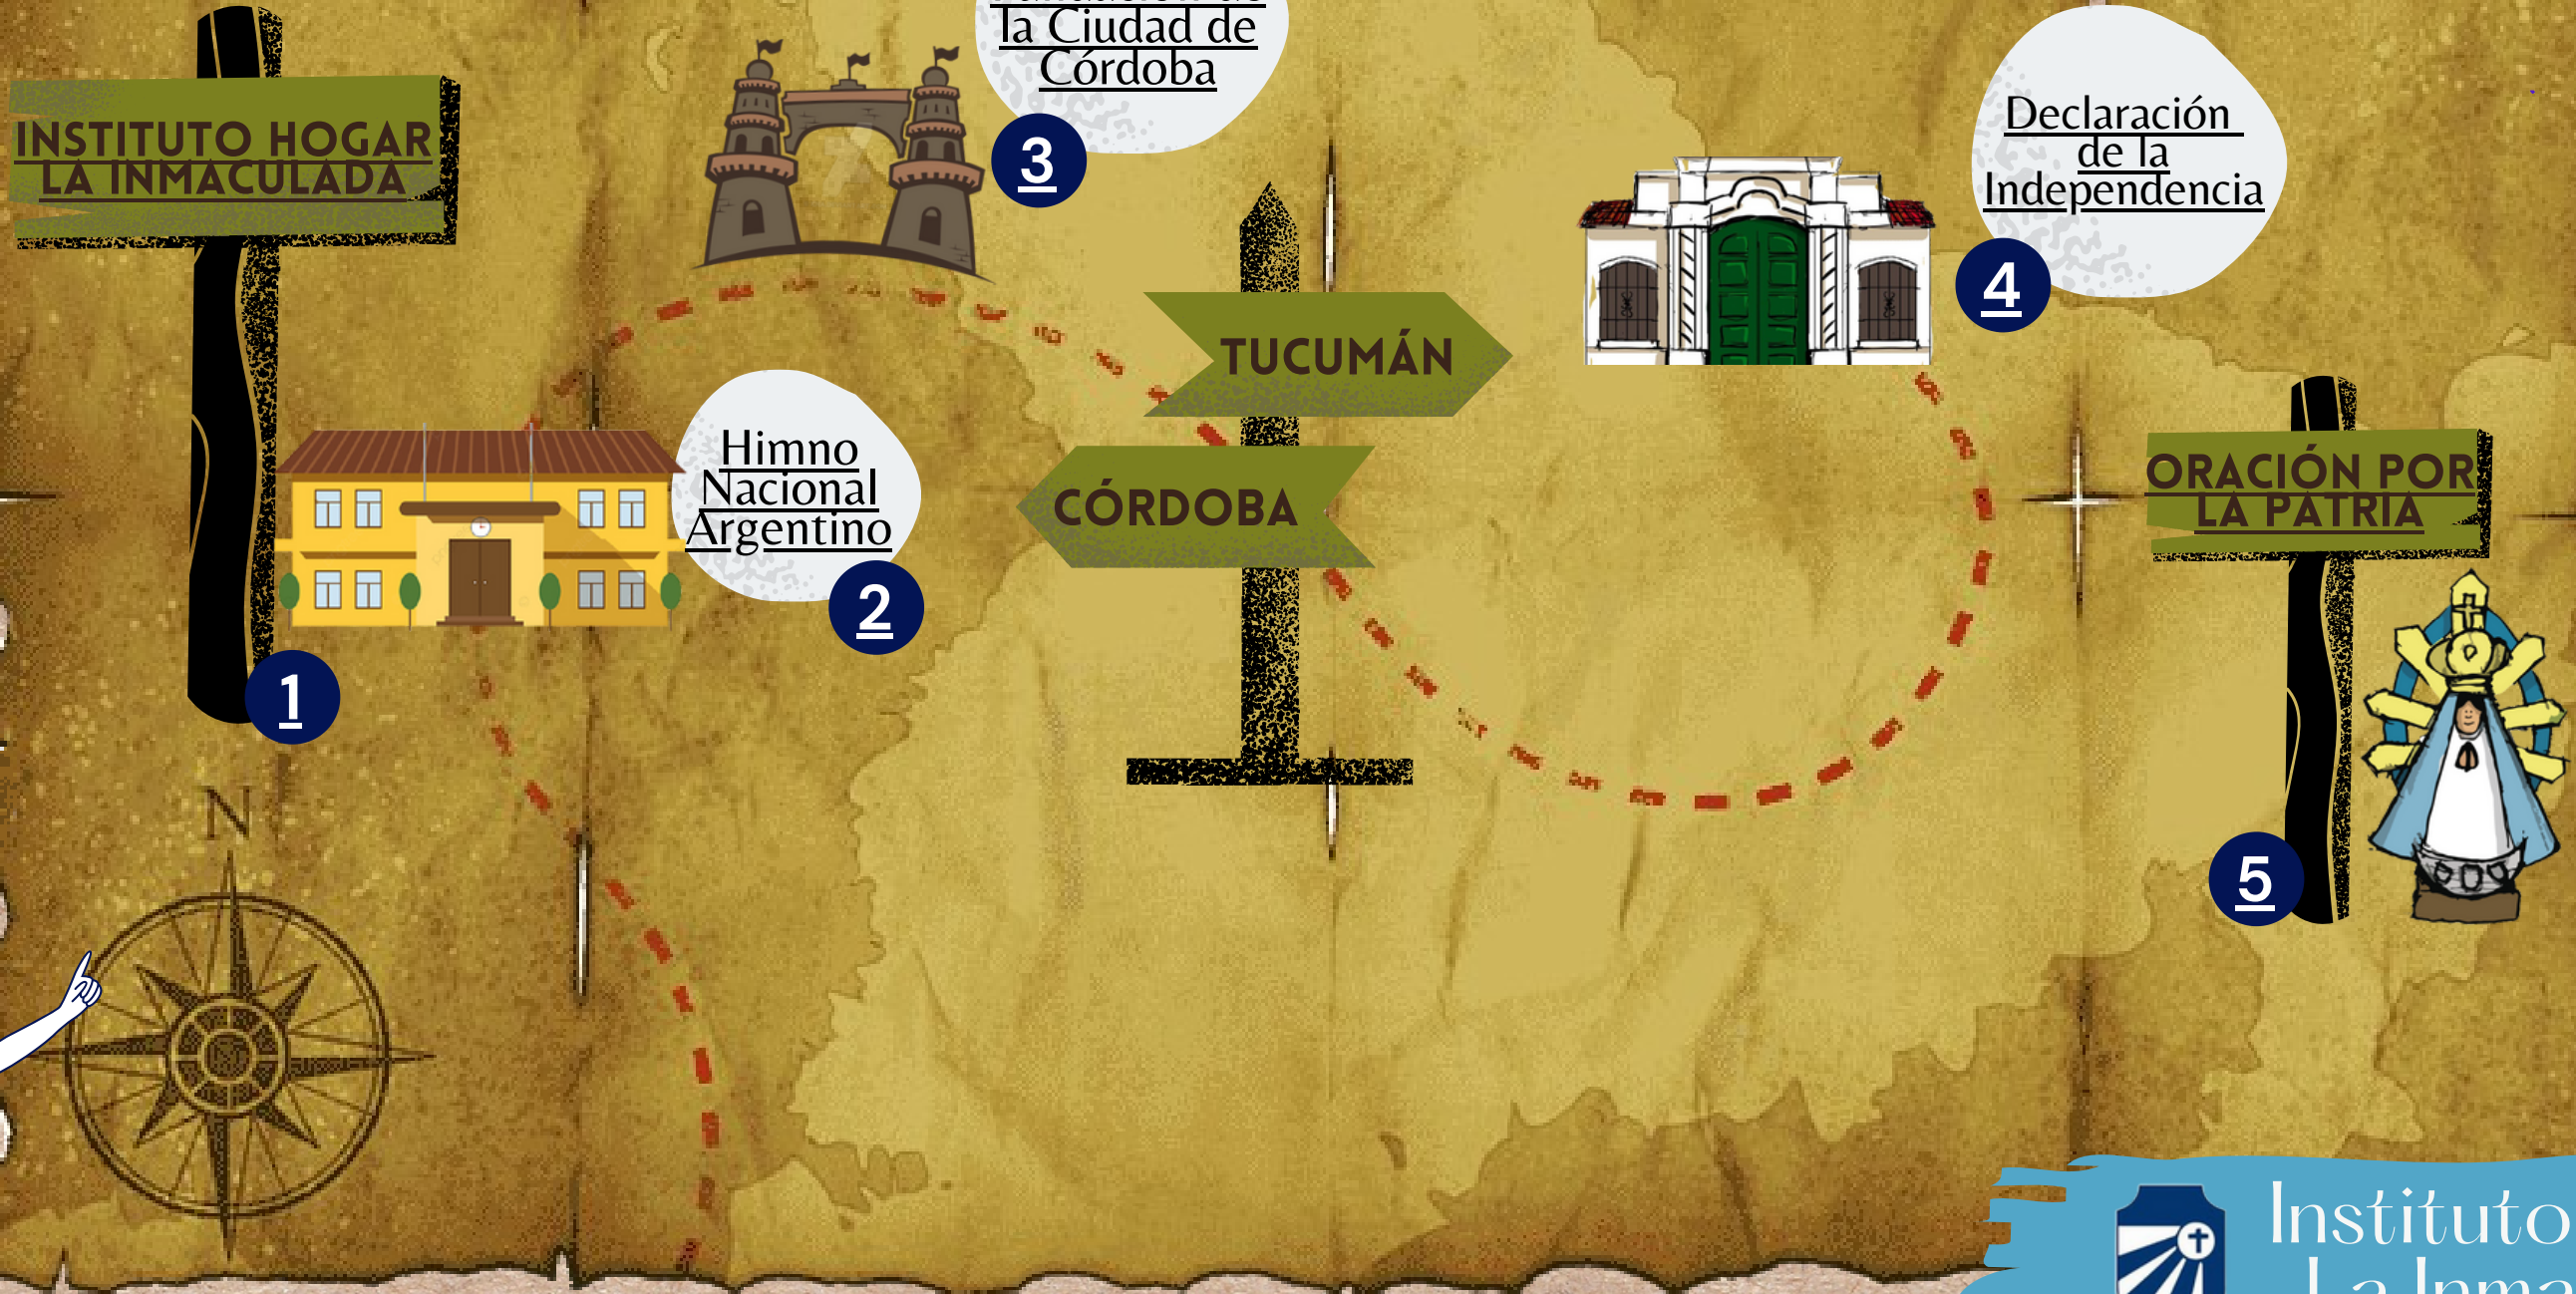 INSTITUTO HOGAR
LA INMACULADA
1
Himno
Nacional
Argentino
2
la Ciudad de
Córdoba
3
TUCUMÁN
CÓRDOBA
Declaración
de la
Independencia
4
ORACIÓN POR
LA PATRIA
5
N
Instituto
La